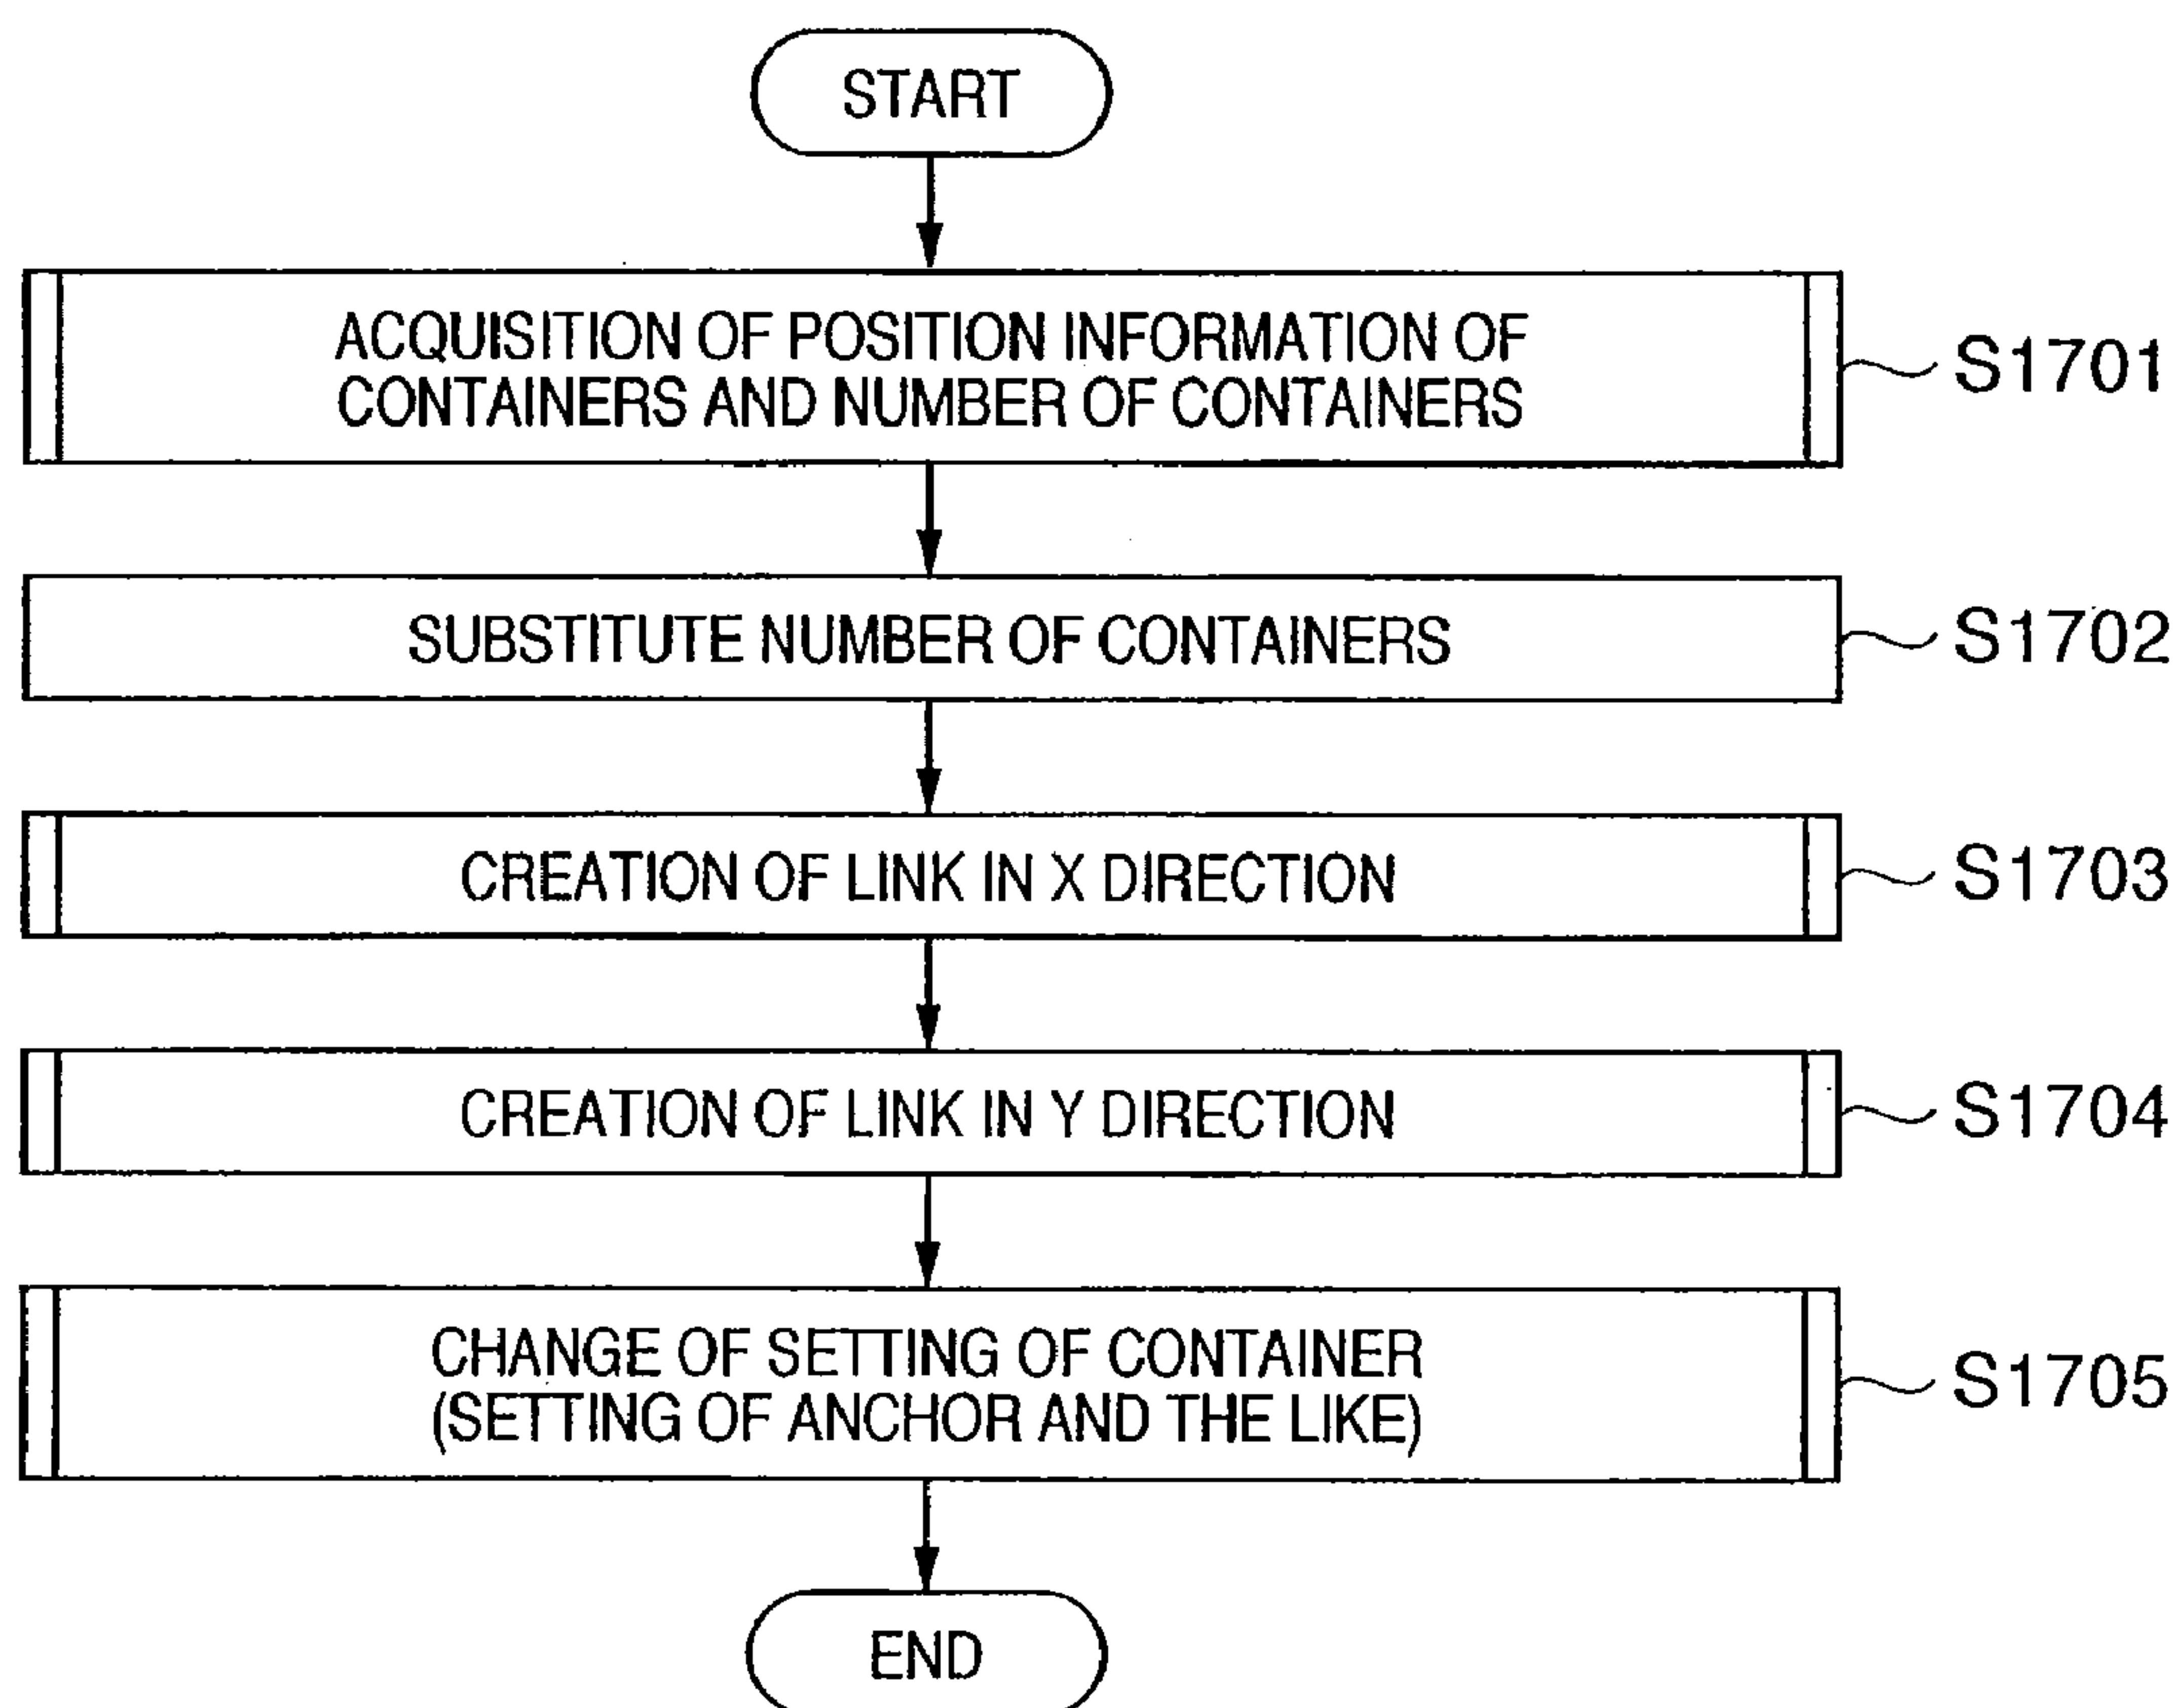 START
ACQUISITION OF POSITION INFORMATION OF
CONTAINERS AND NUMBER OF CONTAINERS
S1701
SUBSTITUTE NUMBER OF CONTAINERS
S1702
CREATION OF LINK IN X DIRECTION
S1703
CREATION OF LINK IN Y DIRECTION
S1704
CHANGE OF SETTING OF CONTAINER
(SETTING OF ANCHOR AND THE LIKE)
S1705
END